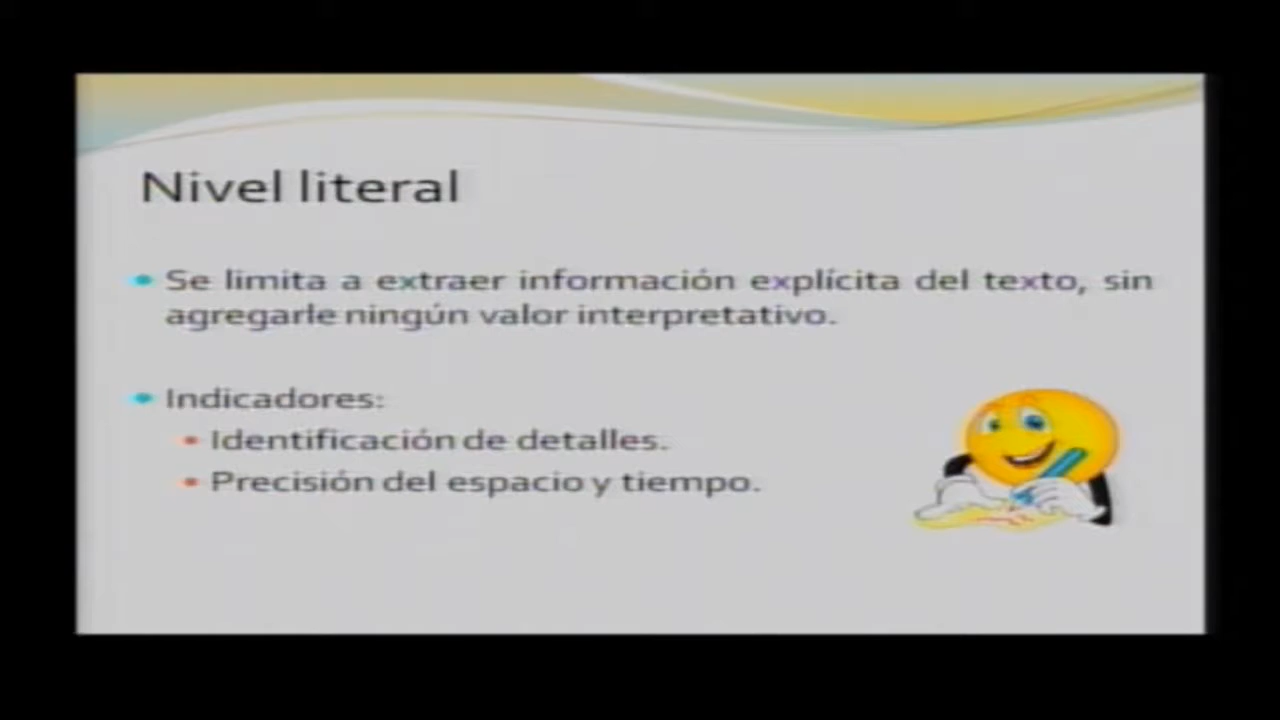 Nivel literal
Se limita a extraer información explícita del texto, sin
agregarle ningún valor interpretativo.
Indicadores:
Identificación de detalles.
Precisión del espacio y tiempo.